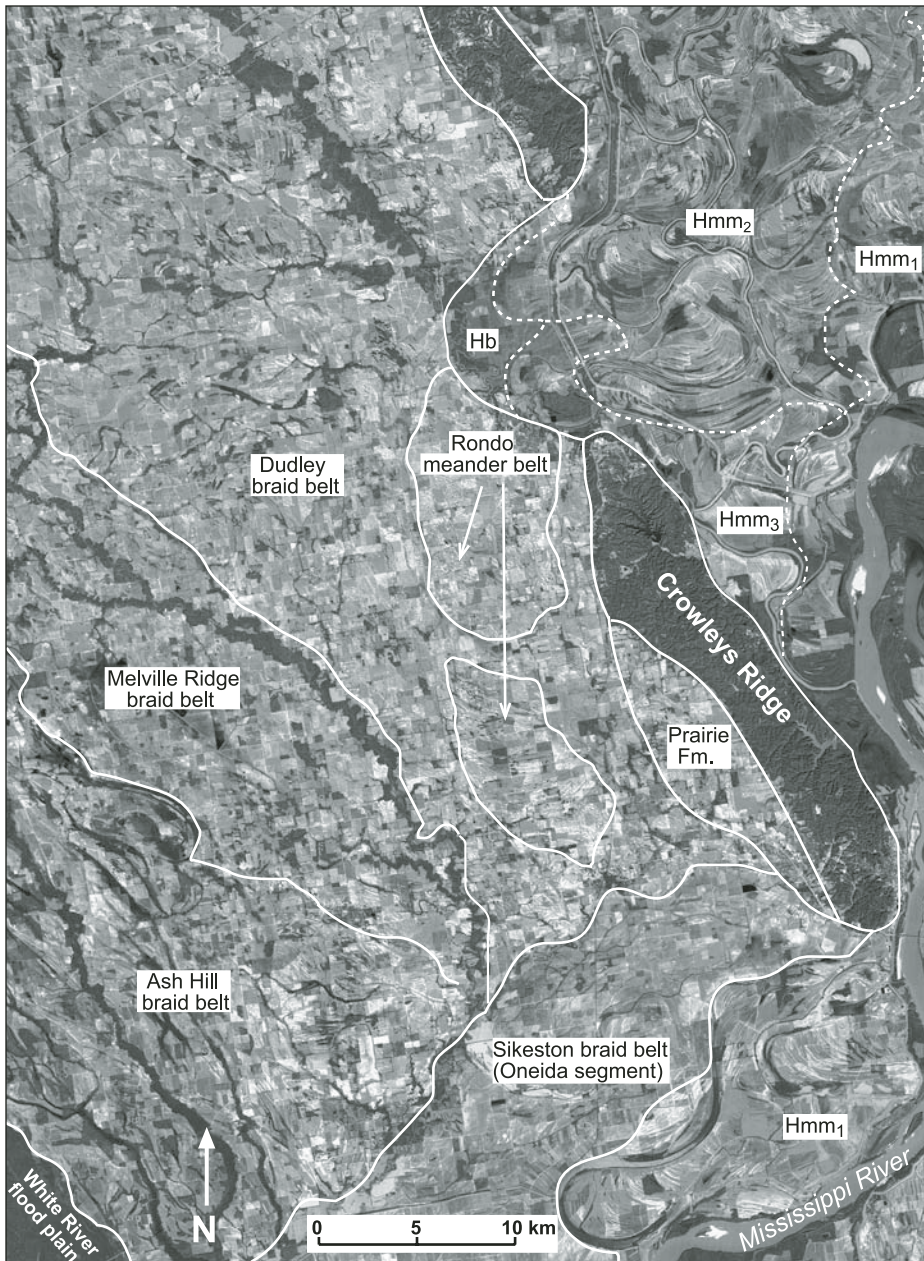 Hmm₂
Hmm₁
Hb
Rondo
meander belt
Dudley
braid belt
Hmm₃
Crowleys Ridge
Melville Ridge
braid belt
Prairie
Fm.
Ash Hill
braid belt
Sikeston braid belt
(Oneida segment)
Hmm₁
Mississippi River
White River
flood plain
N
0 5 10 km